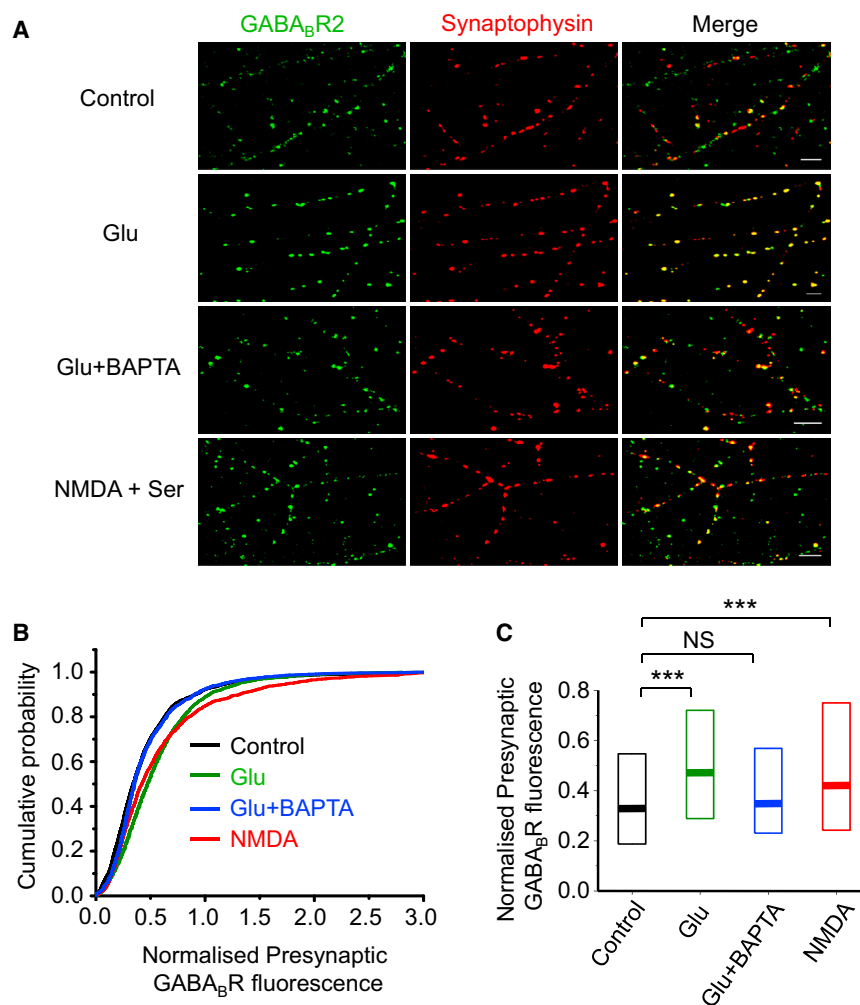 A
GABA_BR2 Synaptophysin Merge
Control
Glu
Glu+BAPTA
NMDA + Ser
B
Cumulative probability
1.0
0.8
0.6
0.4
0.2
0.0
Control
Glu
Glu+BAPTA
NMDA
0.0 0.5 1.0 1.5 2.0 2.5 3.0
Normalised Presynaptic
GABA_BR fluorescence
C
***
NS
***
Normalised Presynaptic
GABA_BR fluorescence
0.8
0.6
0.4
0.2
0.0
Control
Glu
Glu+BAPTA
NMDA